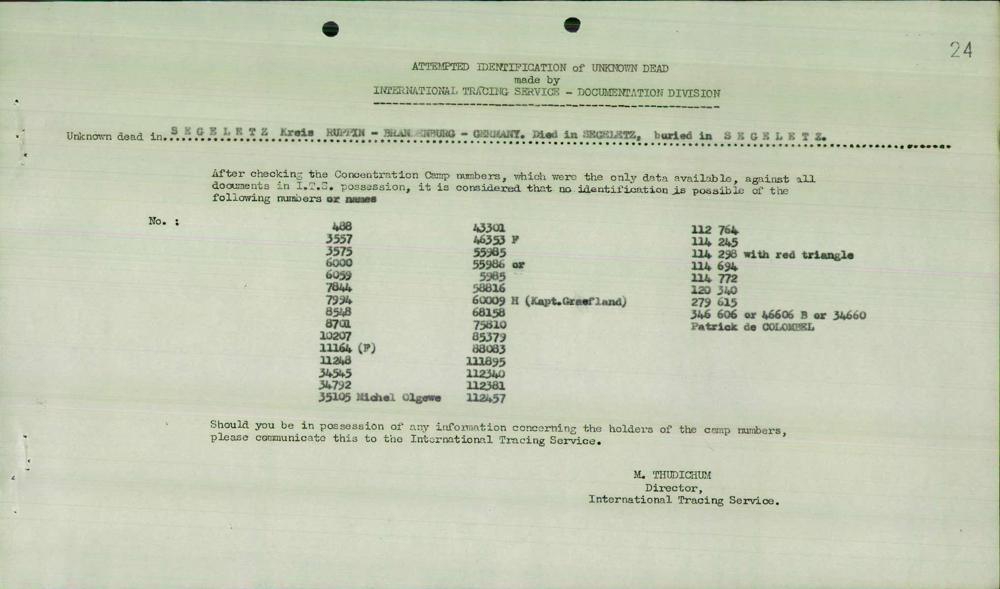 24
ATTEMPTED IDENTIFICATION of UNKNOWN DEAD
made by
INTERNATIONAL TRACING SERVICE - DOCUMENTATION DIVISION
Unknown dead in. S E G E L E T Z Kreis RUPPIN - BRANDENBURG - GERMANY. Died in SEGELETZ, buried in S E G E L E T Z.
After checking the Concentration Camp numbers, which were the only data available, against all
documents in I.T.S. possession, it is considered that no identification is possible of the
following numbers or names
No. :
488
3557
3575
6000
6059
7844
7994
8548
8701
10207
11164 (F)
11248
34545
34792
35105 Michel Olgewe
43301
46353 F
55985
55986 or
5985
58816
60009 H (Kapt.Graefland)
68158
75810
85379
88083
111895
112340
112381
112457
112 764
114 245
114 298 with red triangle
114 694
114 772
120 340
279 615
346 606 or 46606 B or 34660
Patrick de COLOMBEL
Should you be in possession of any information concerning the holders of the camp numbers,
please communicate this to the International Tracing Service.
M. THUDICHUM
Director,
International Tracing Service.